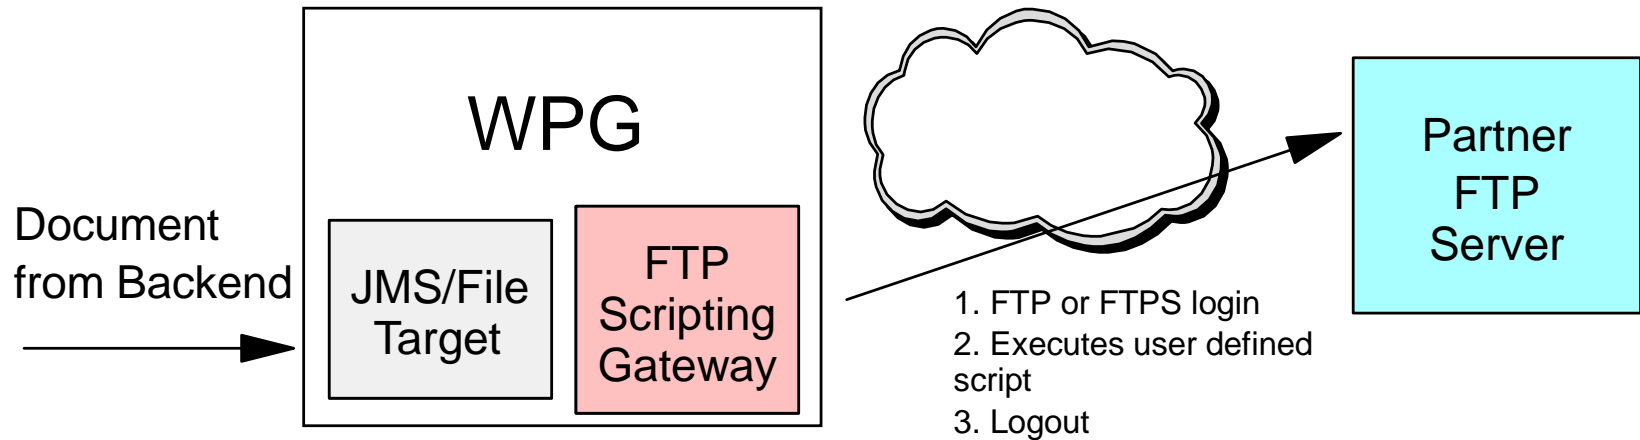 WPG
Document
from Backend
JMS/File
Target
FTP
Scripting
Gateway
1. FTP or FTPS login
2. Executes user defined
script
3. Logout
Partner
FTP
Server